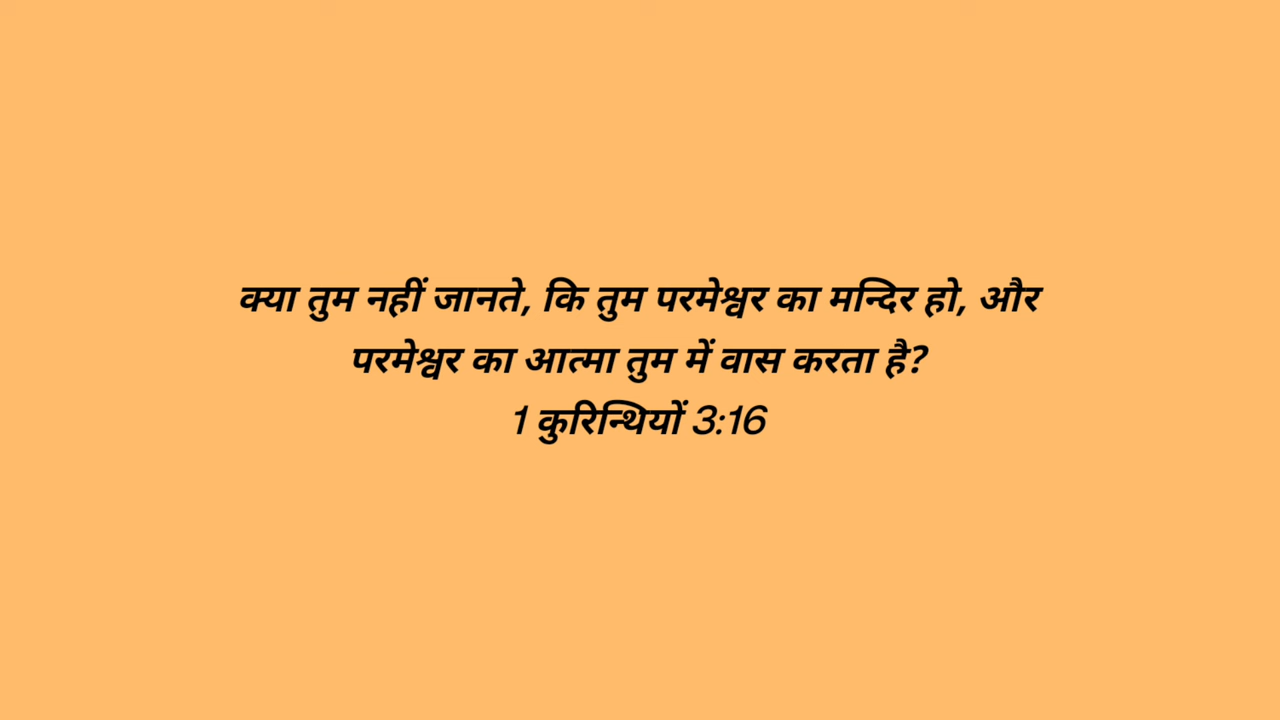 क्या तुम नहीं जानते, कि तुम परमेश्वर का मन्दिर हो, और
परमेश्वर का आत्मा तुम में वास करता है?
1 कुरिन्थियों 3:16